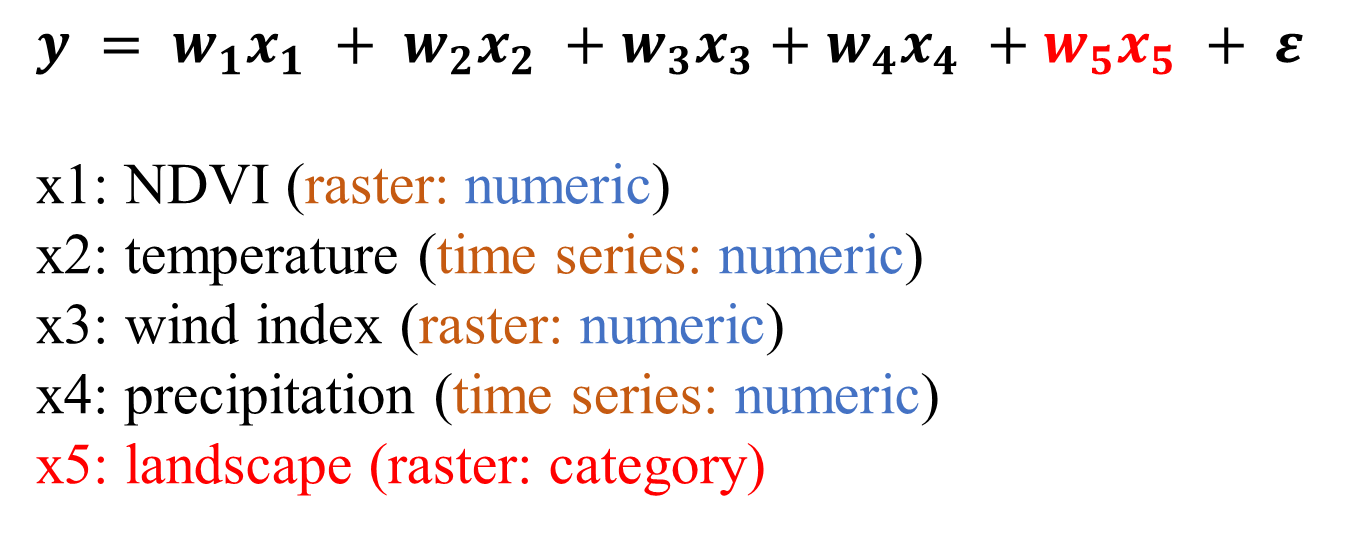 y = w₁x₁ + w₂x₂ + w₃x₃ + w₄x₄ + w₅x₅ + ε
x1: NDVI (raster: numeric)
x2: temperature (time series: numeric)
x3: wind index (raster: numeric)
x4: precipitation (time series: numeric)
x5: landscape (raster: category)